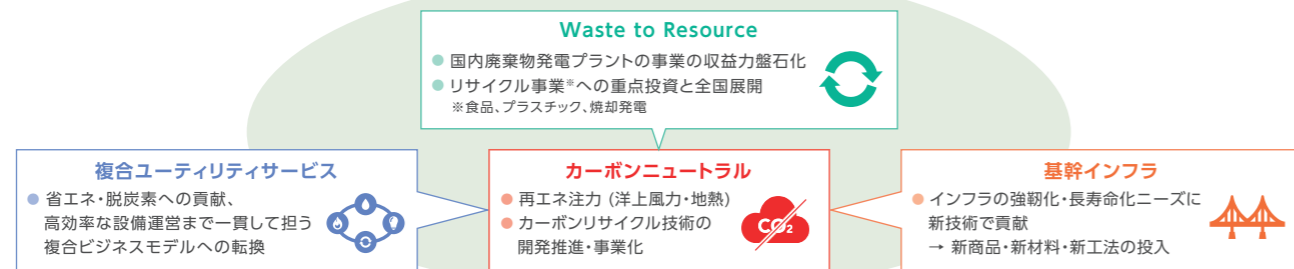 Waste to Resource
● 国内廃棄物発電プラントの事業の収益力盤石化
● リサイクル事業※への重点投資と全国展開
※食品、プラスチック、焼却発電
複合ユーティリティサービス
● 省エネ・脱炭素への貢献、
高効率な設備運営まで一貫して担う
複合ビジネスモデルへの転換
カーボンニュートラル
● 再エネ注力 (洋上風力・地熱)
● カーボンリサイクル技術の
開発推進・事業化
CO₂
基幹インフラ
● インフラの強靭化・長寿命化ニーズに
新技術で貢献
→ 新商品・新材料・新工法の投入